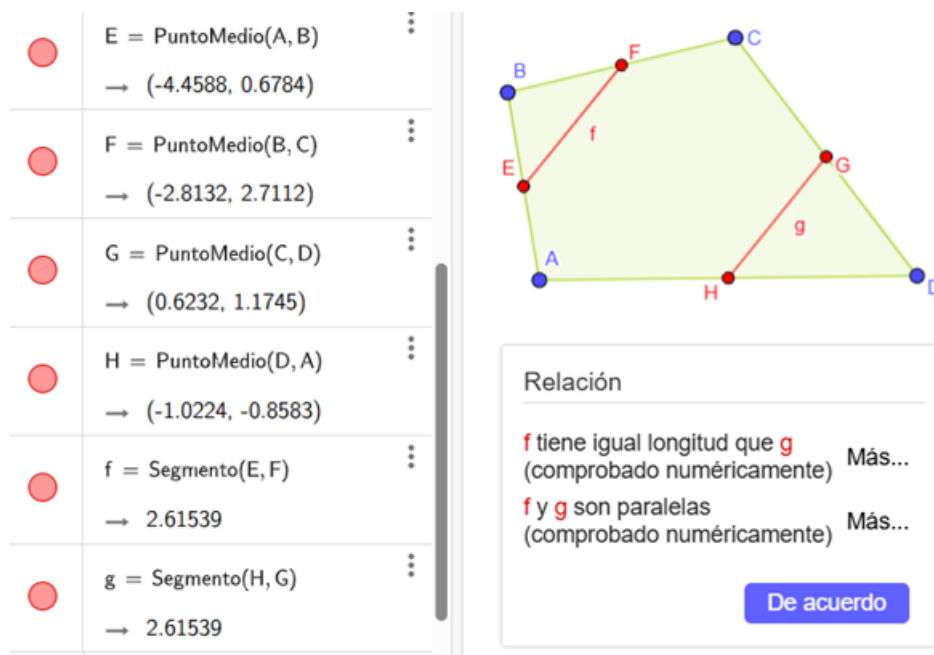 E = PuntoMedio(A, B)
→ (-4.4588, 0.6784)
F = PuntoMedio(B, C)
→ (-2.8132, 2.7112)
G = PuntoMedio(C, D)
→ (0.6232, 1.1745)
H = PuntoMedio(D, A)
→ (-1.0224, -0.8583)
f = Segmento(E, F)
→ 2.61539
g = Segmento(H, G)
→ 2.61539
F
C
B
f
E
G
g
A
H
D
Relación
f tiene igual longitud que g
(comprobado numéricamente) Más...
f y g son paralelas
(comprobado numéricamente) Más...
De acuerdo